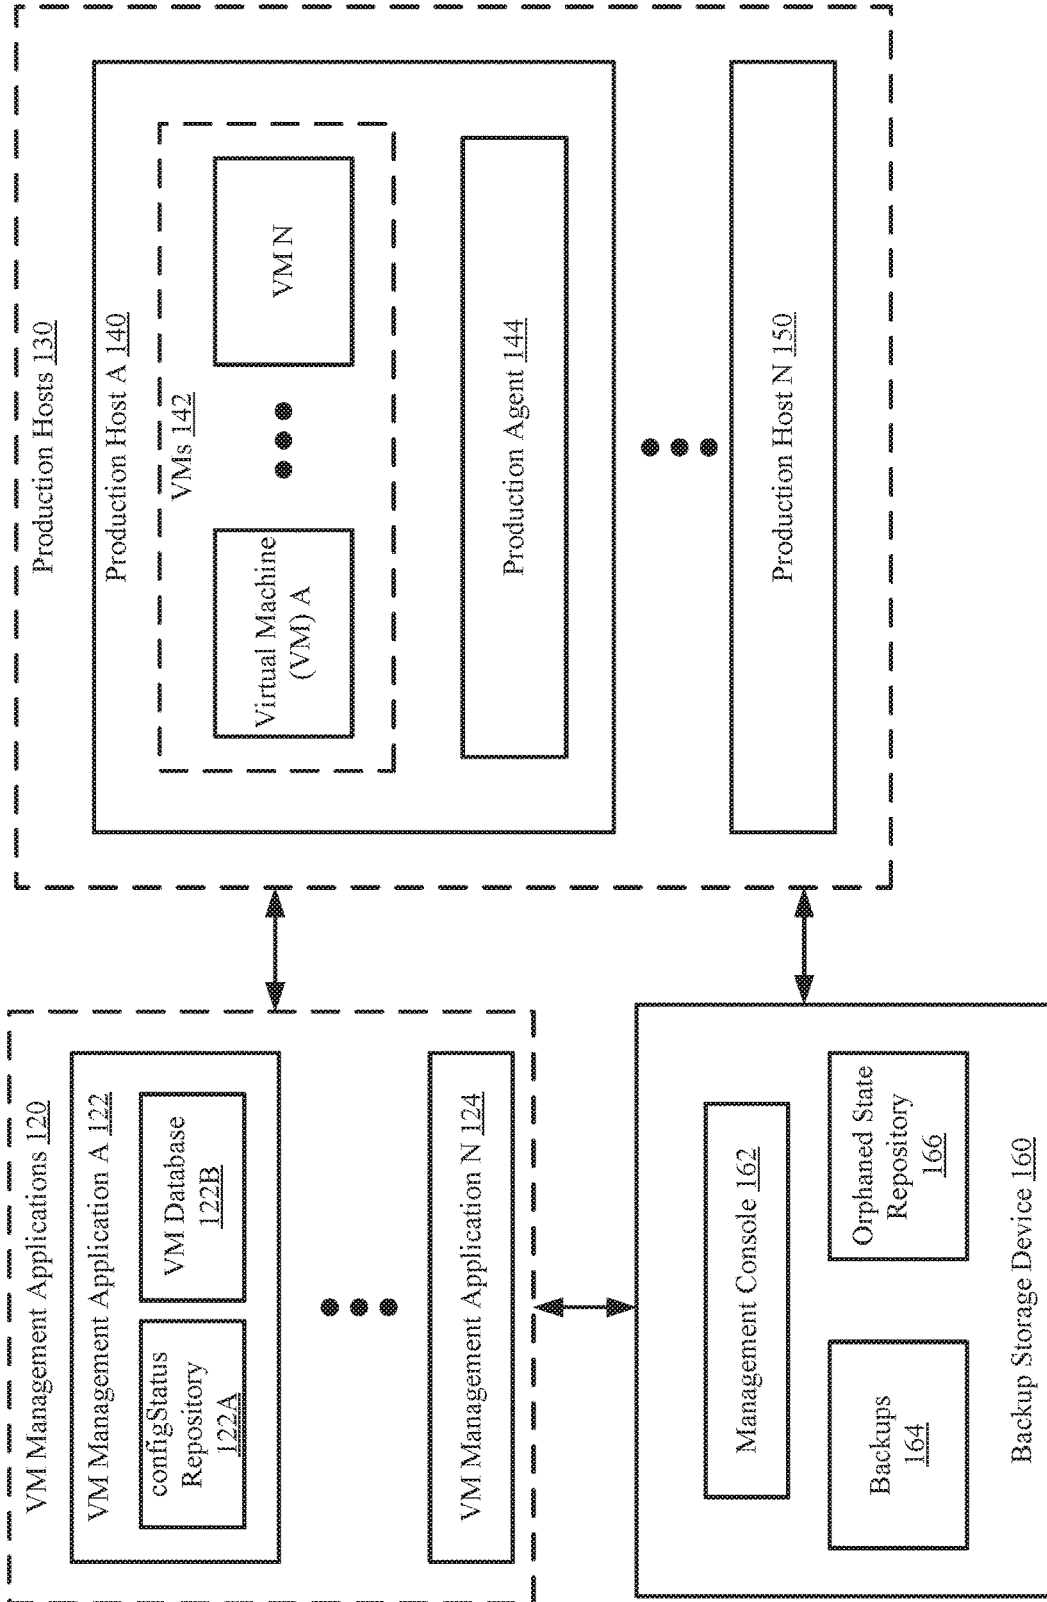 VM Management Applications 120
VM Management Application A 122
configStatus
Repository
122A
VM Database
122B
VM Management Application N 124
Production Hosts 130
Production Host A 140
VMs 142
Virtual Machine
(VM) A
VM N
Production Agent 144
Production Host N 150
Management Console 162
Backups
164
Orphaned State
Repository
166
Backup Storage Device 160